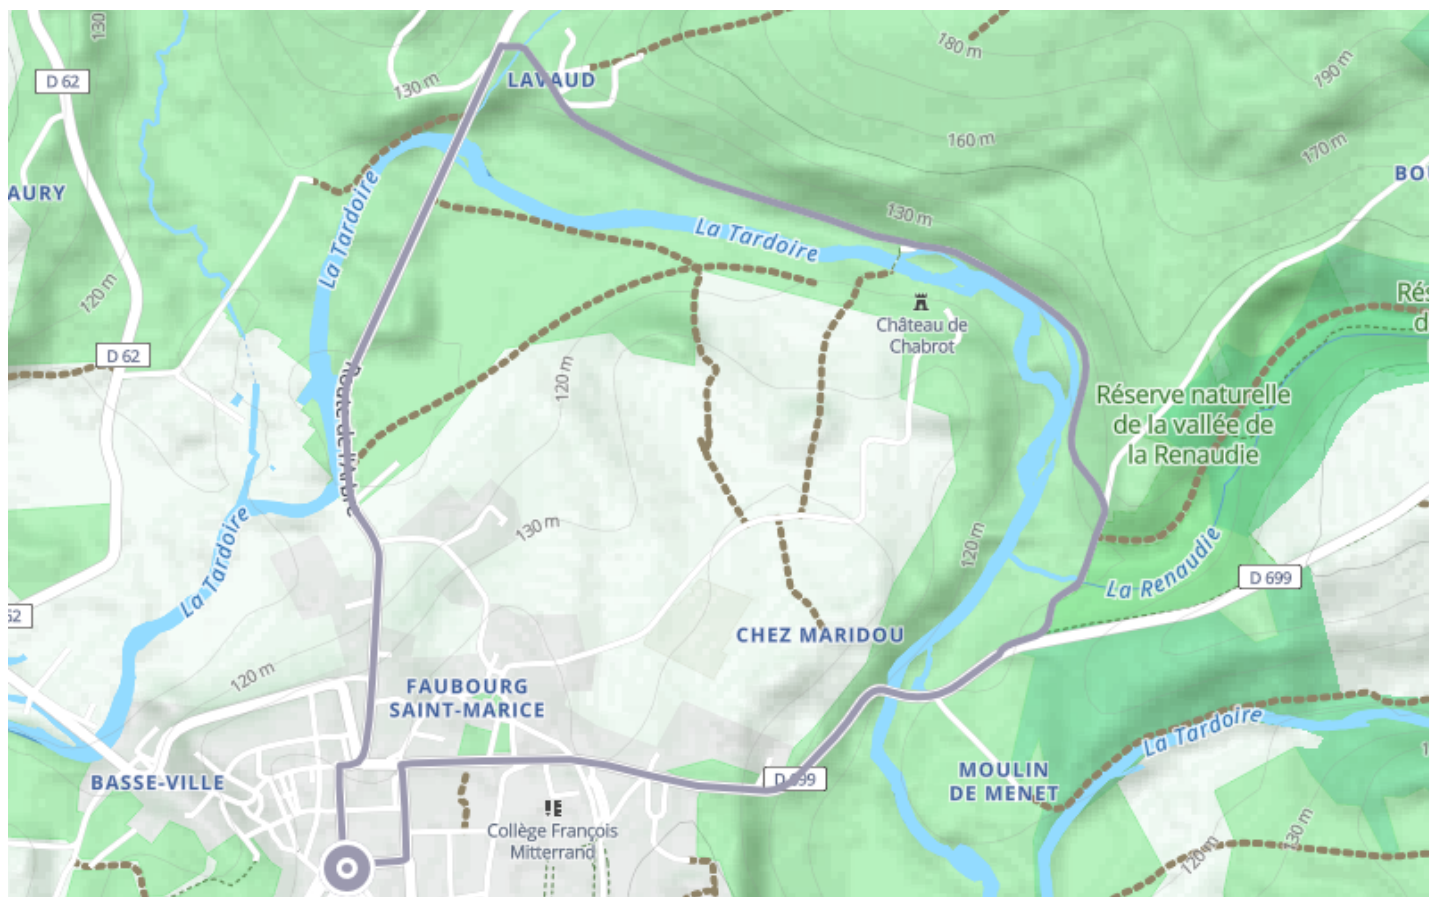 130
180 m
190 m
D 62
LAVAUD
130 m
160 m
170 m
BOU
AURY
La Tardoire
130 m
La Tardoire
120 m
Rés
d
Château de
Chabrot
D 62
120 m
Route de l'Arbre
Réserve naturelle
de la vallée de
la Renaudie
La Tardoire
130 m
120 m
La Renaudie
D 699
52
CHEZ MARIDOU
120 m
FAUBOURG
SAINT-MARICE
La Tardoire
BASSE-VILLE
D 699
MOULIN
DE MENET
Collège François
Mitterrand
120 m
130 m